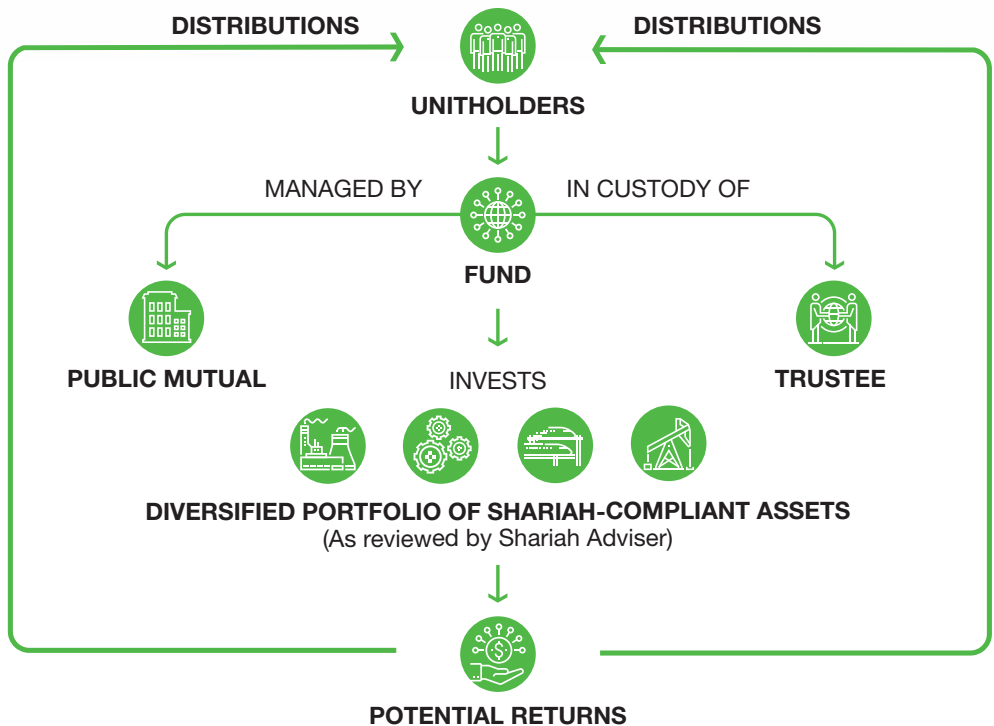 DISTRIBUTIONS
DISTRIBUTIONS
UNITHOLDERS
MANAGED BY
IN CUSTODY OF
FUND
PUBLIC MUTUAL
TRUSTEE
INVESTS
DIVERSIFIED PORTFOLIO OF SHARIAH-COMPLIANT ASSETS
(As reviewed by Shariah Adviser)
$
POTENTIAL RETURNS